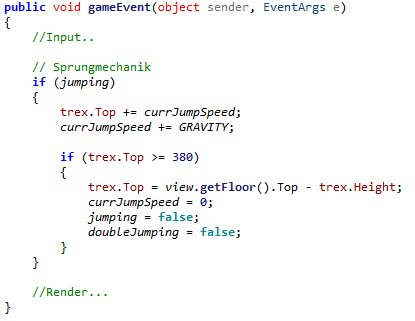 public void gameEvent(object sender, EventArgs e)
{
    //Input..

    // Sprungmechanik
    if (jumping)
    {
        trex.Top += currJumpSpeed;
        currJumpSpeed += GRAVITY;

        if (trex.Top >= 380)
        {
            trex.Top = view.getFloor().Top - trex.Height;
            currJumpSpeed = 0;
            jumping = false;
            doubleJumping = false;
        }
    }

    //Render...
}